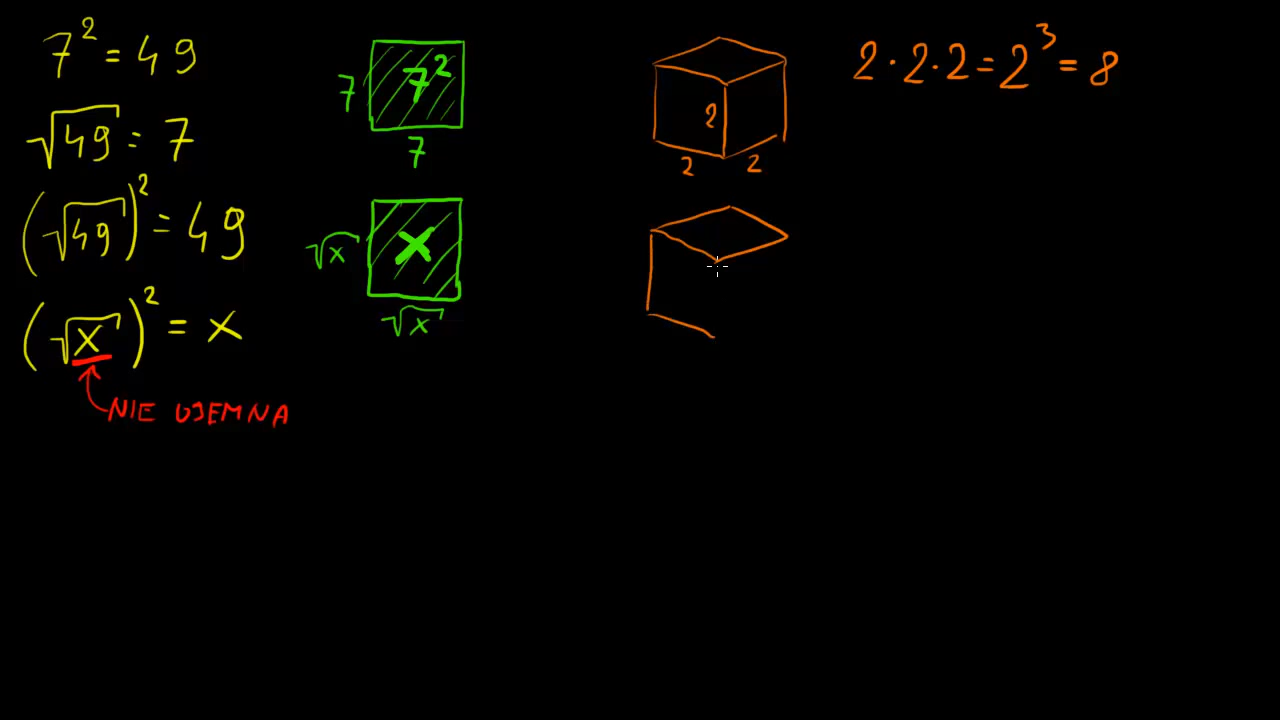 7² = 49
√49 = 7
(√49)² = 49
(√x)² = x
NIE UJEMNA
7
7²
7
√x
x
√x
2
2
2
2·2·2=2³=8